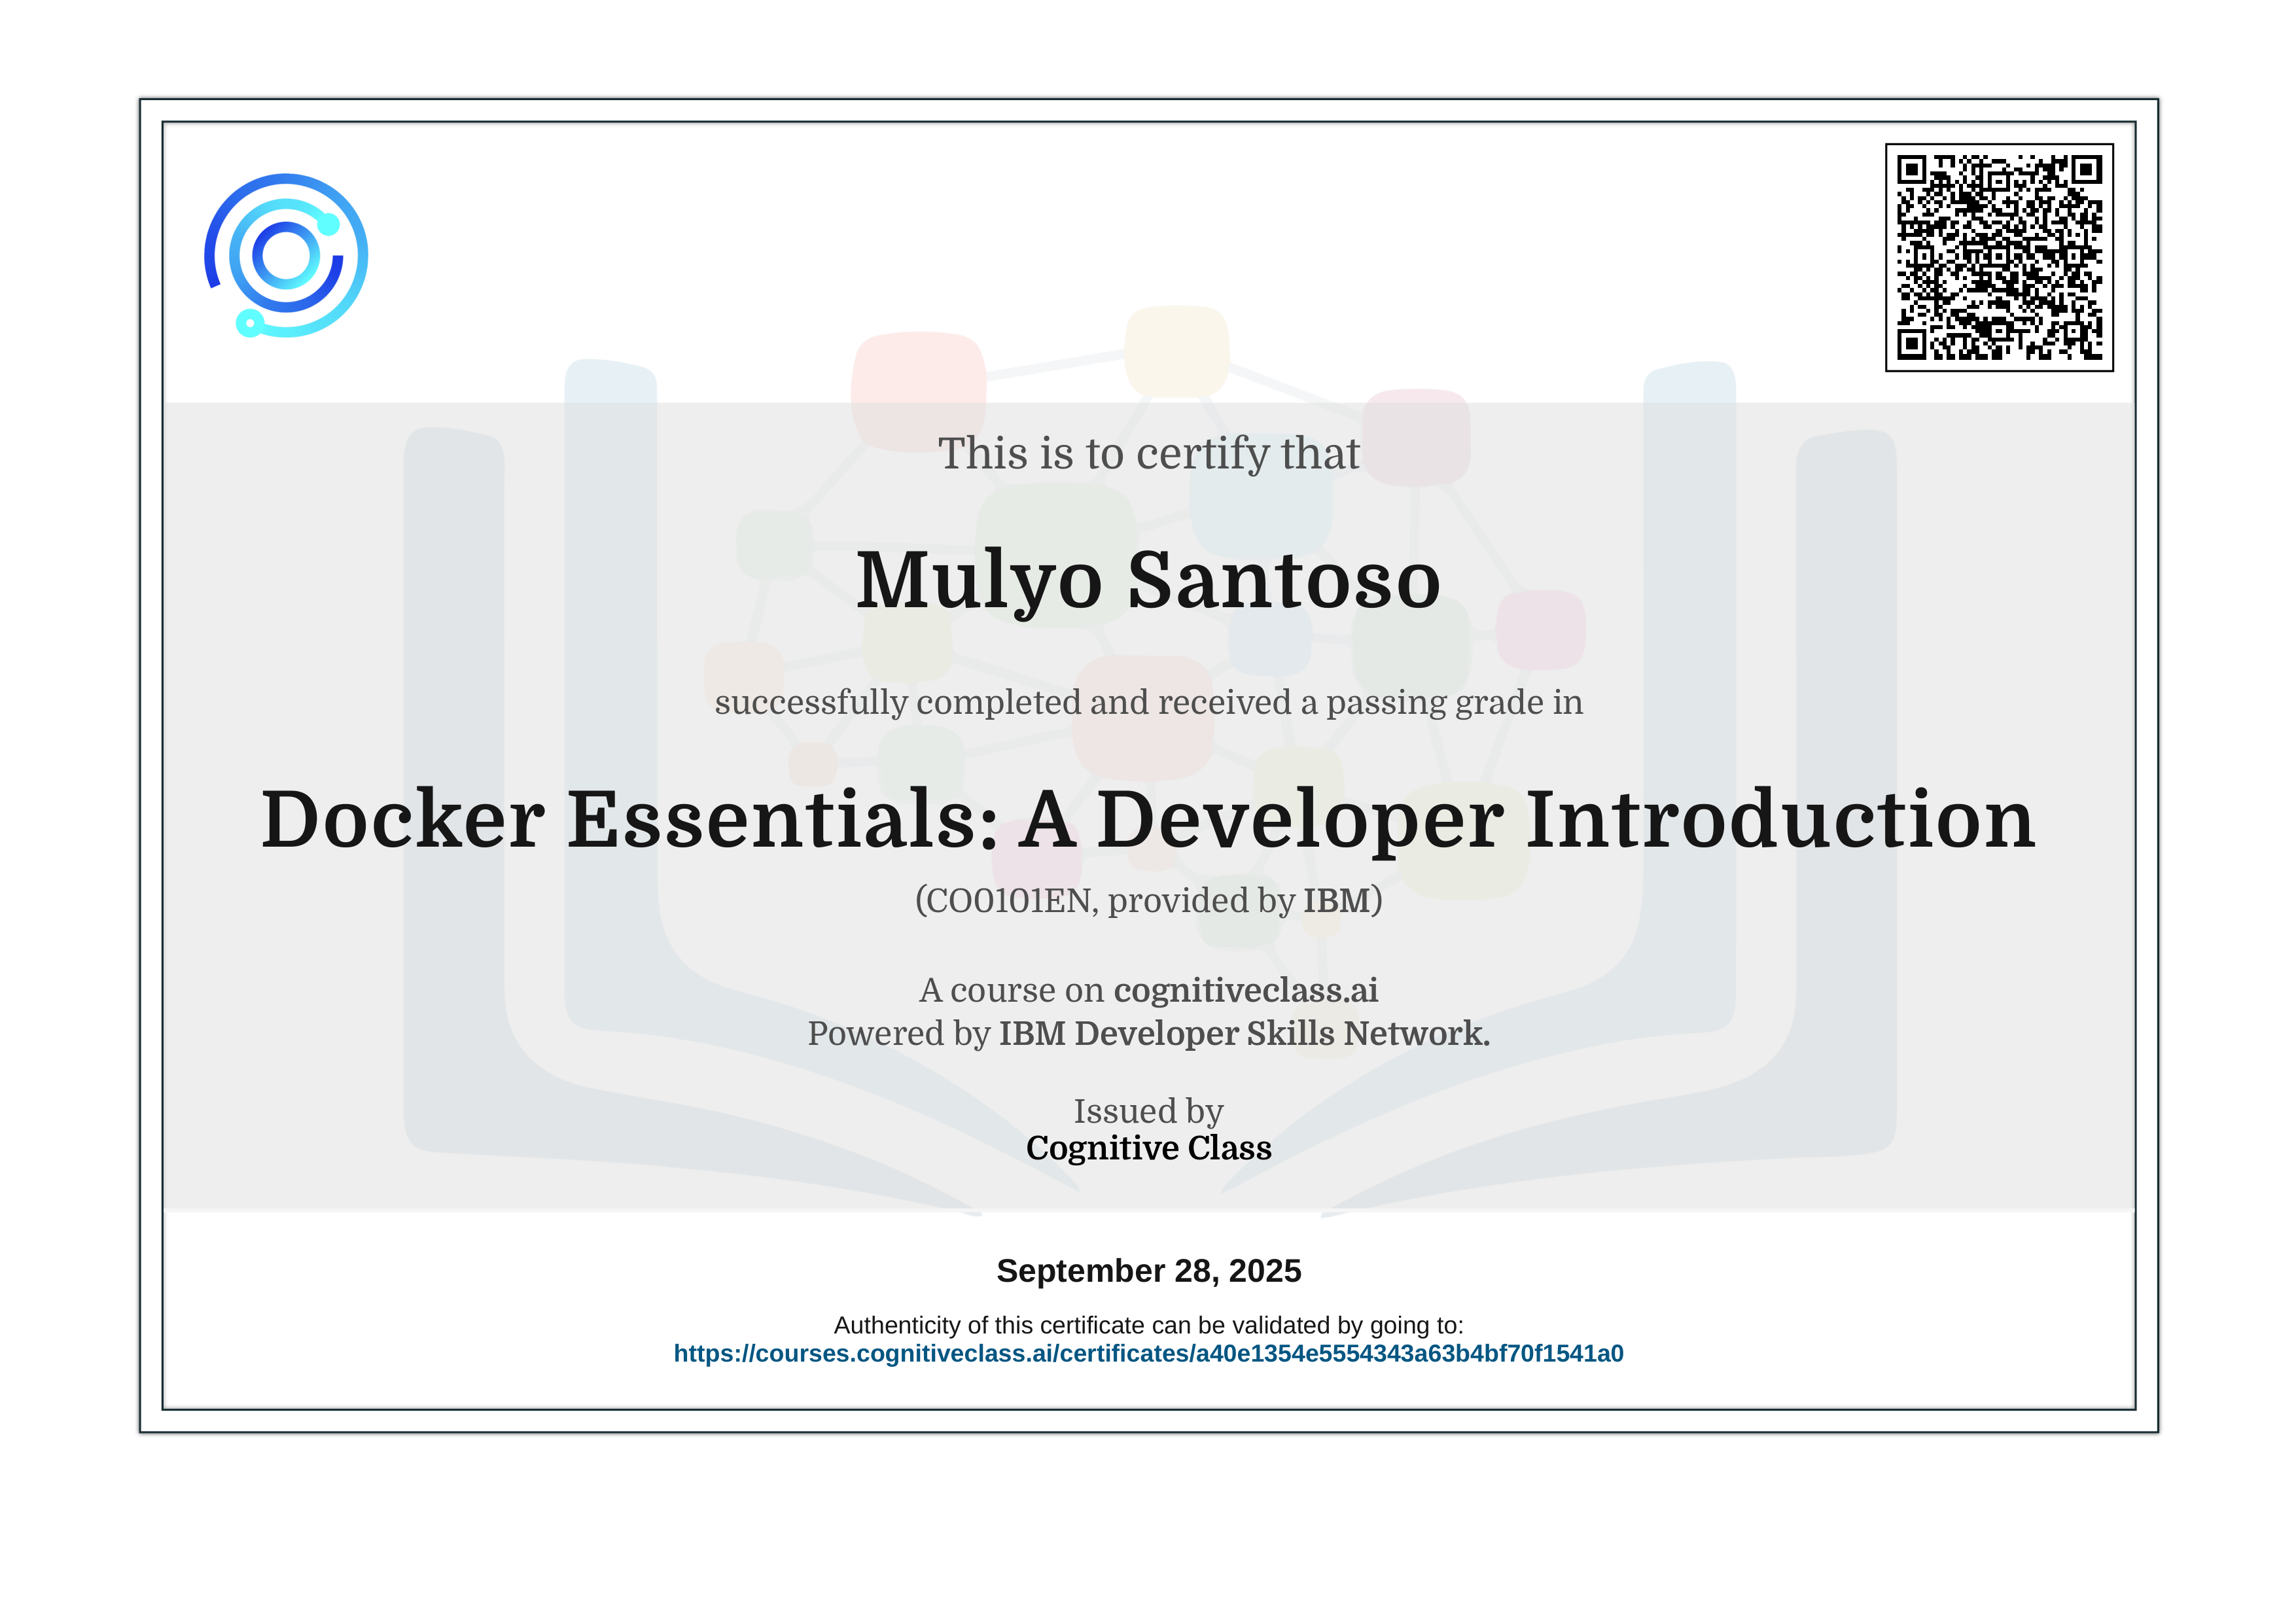 This is to certify that
Mulyo Santoso
successfully completed and received a passing grade in
Docker Essentials: A Developer Introduction
(CO0101EN, provided by IBM)
A course on cognitiveclass.ai
Powered by IBM Developer Skills Network.
Issued by
Cognitive Class
September 28, 2025
Authenticity of this certificate can be validated by going to:
https://courses.cognitiveclass.ai/certificates/a40e1354e5554343a63b4bf70f1541a0